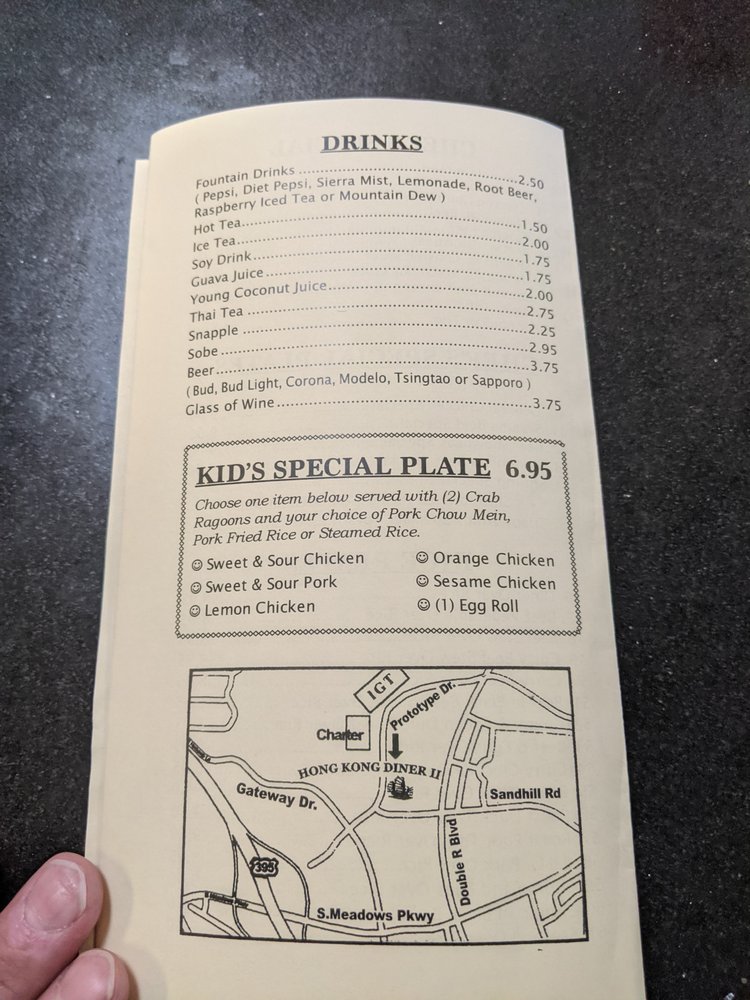 DRINKS
Fountain Drinks ..........................................2.50
( Pepsi, Diet Pepsi, Sierra Mist, Lemonade, Root Beer,
Raspberry Iced Tea or Mountain Dew )
Hot Tea..........................................1.50
Ice Tea..........................................2.00
Soy Drink..........................................1.75
Guava Juice..........................................1.75
Young Coconut Juice..........................................2.00
Thai Tea ..........................................2.75
Snapple ..........................................2.25
Sobe ..........................................2.95
Beer..........................................3.75
( Bud, Bud Light, Corona, Modelo, Tsingtao or Sapporo )
Glass of Wine ..........................................3.75
KID'S SPECIAL PLATE 6.95
Choose one item below served with (2) Crab
Ragoons and your choice of Pork Chow Mein,
Pork Fried Rice or Steamed Rice.
☺ Sweet & Sour Chicken ☺ Orange Chicken
☺ Sweet & Sour Pork ☺ Sesame Chicken
☺ Lemon Chicken ☺ (1) Egg Roll
IGT
Prototype Dr.
Charter
HONG KONG DINER II
Gateway Dr.
Sandhill Rd
Double R Blvd
395
S.Meadows Pkwy